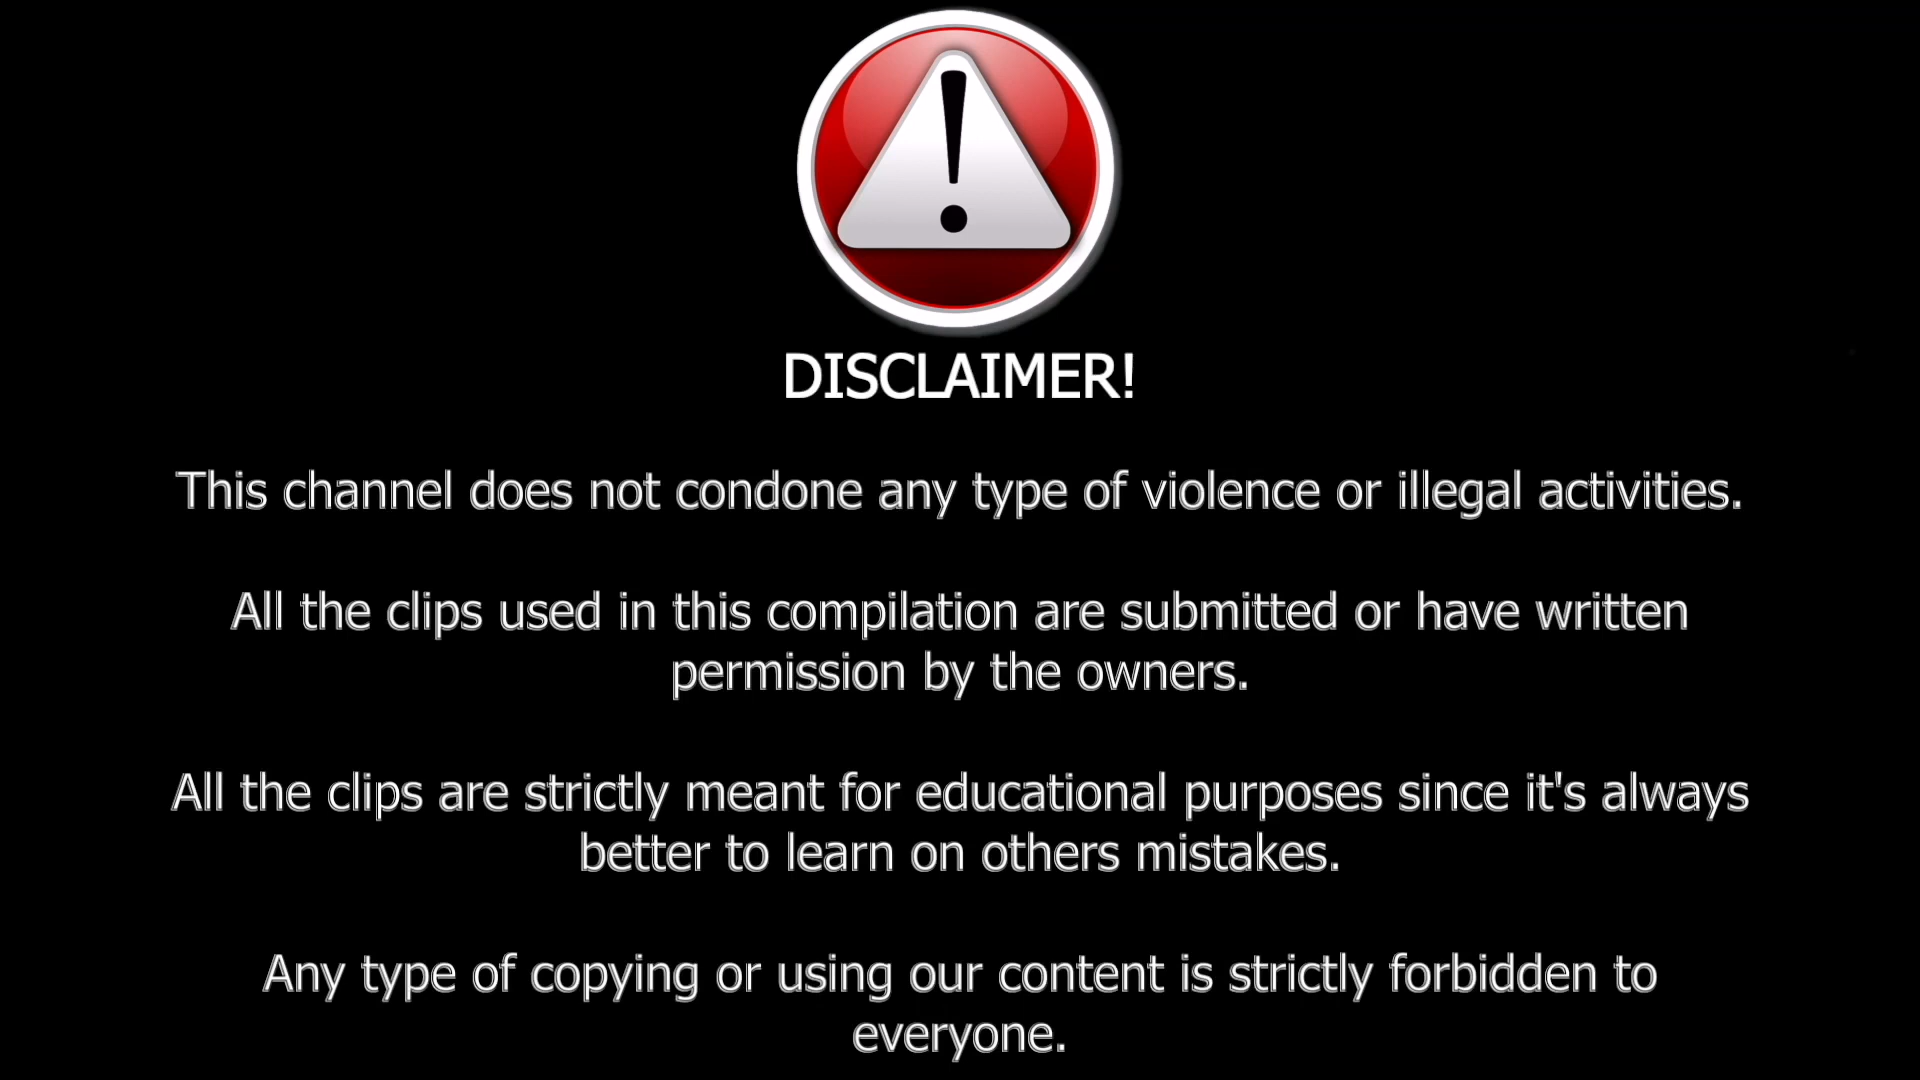 DISCLAIMER!
This channel does not condone any type of violence or illegal activities.
All the clips used in this compilation are submitted or have written
permission by the owners.
All the clips are strictly meant for educational purposes since it's always
better to learn on others mistakes.
Any type of copying or using our content is strictly forbidden to
everyone.